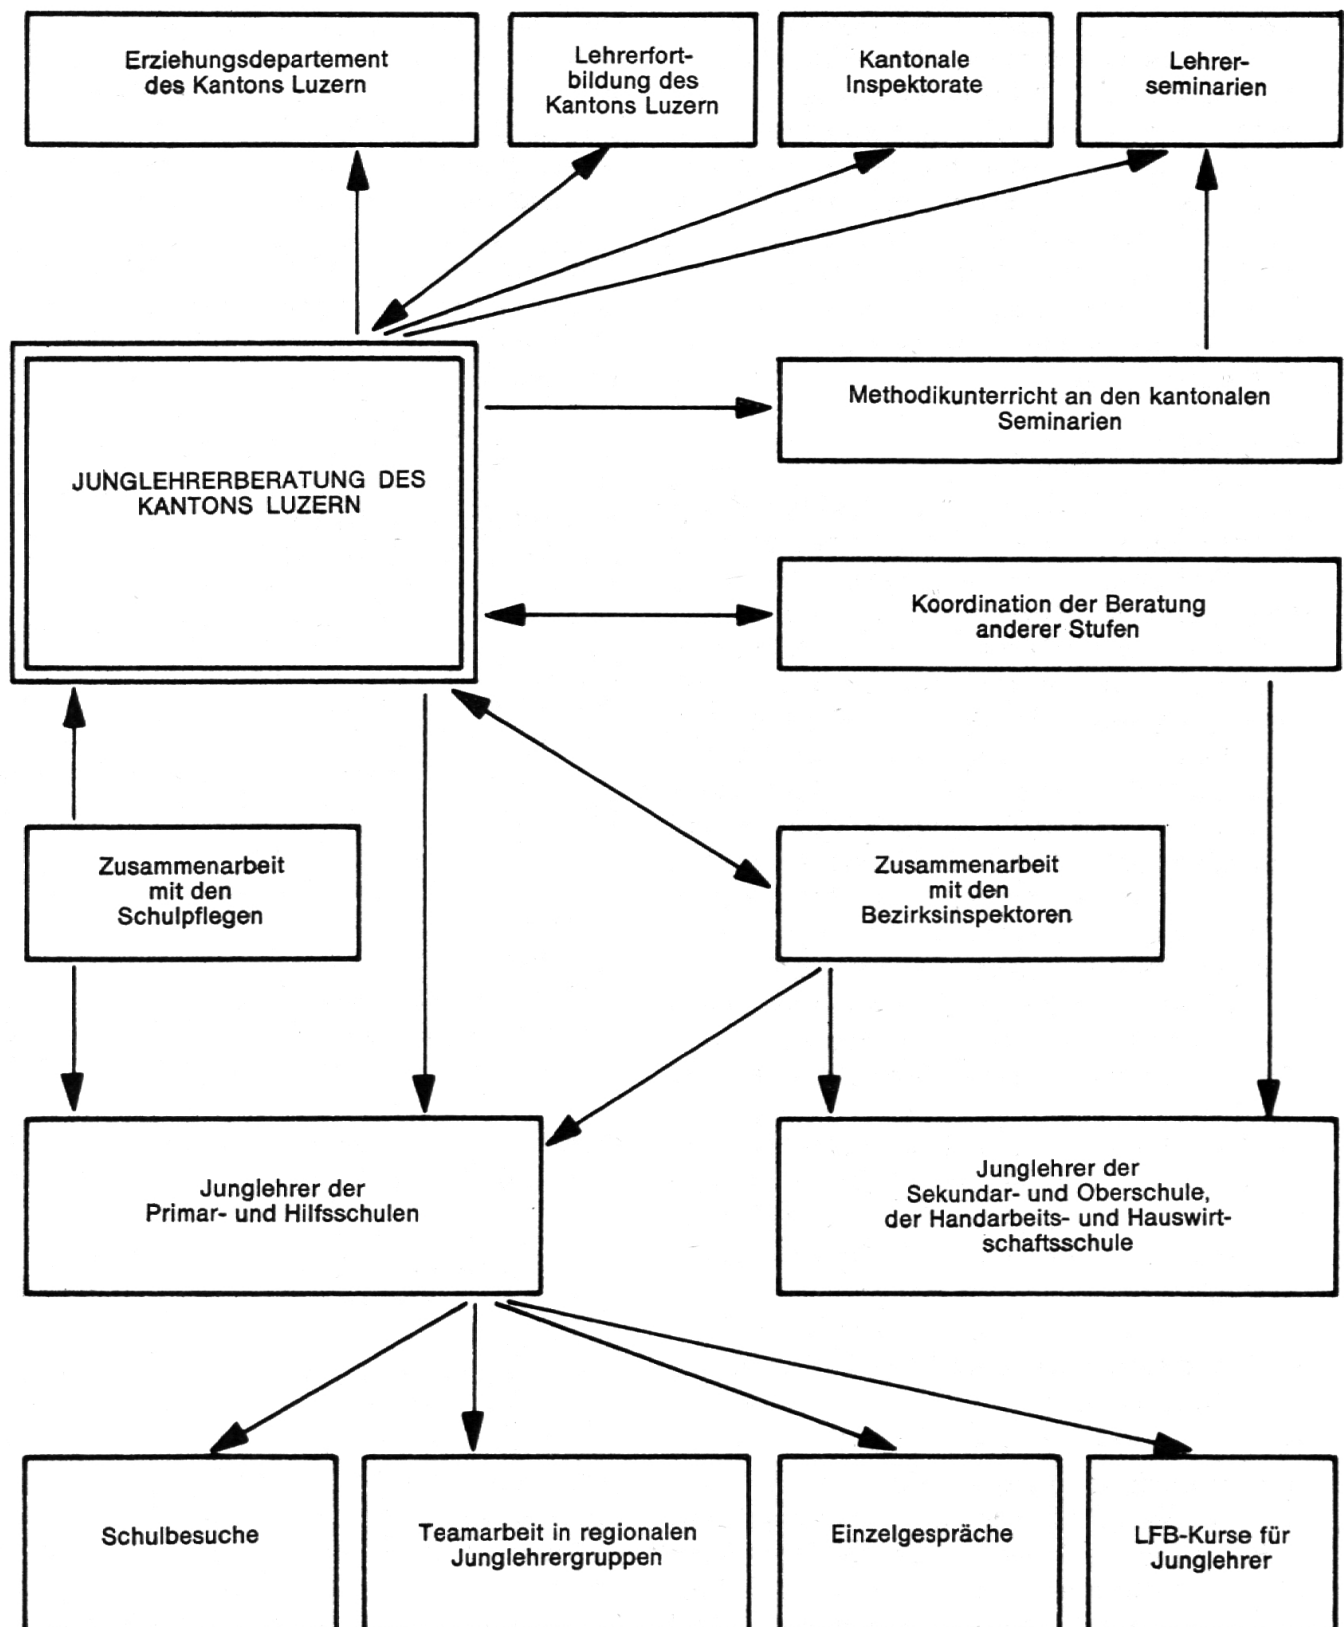 Erziehungsdepartement
des Kantons Luzern
Lehrerfort-
bildung des
Kantons Luzern
Kantonale
Inspektorate
Lehrer-
seminarien
JUNGLEHRERBERATUNG DES
KANTONS LUZERN
Methodikunterricht an den kantonalen
Seminarien
Koordination der Beratung
anderer Stufen
Zusammenarbeit
mit den
Schulpflegen
Zusammenarbeit
mit den
Bezirksinspektoren
Junglehrer der
Primar- und Hilfsschulen
Junglehrer der
Sekundar- und Oberschule,
der Handarbeits- und Hauswirt-
schaftsschule
Schulbesuche
Teamarbeit in regionalen
Junglehrergruppen
Einzelgespräche
LFB-Kurse für
Junglehrer